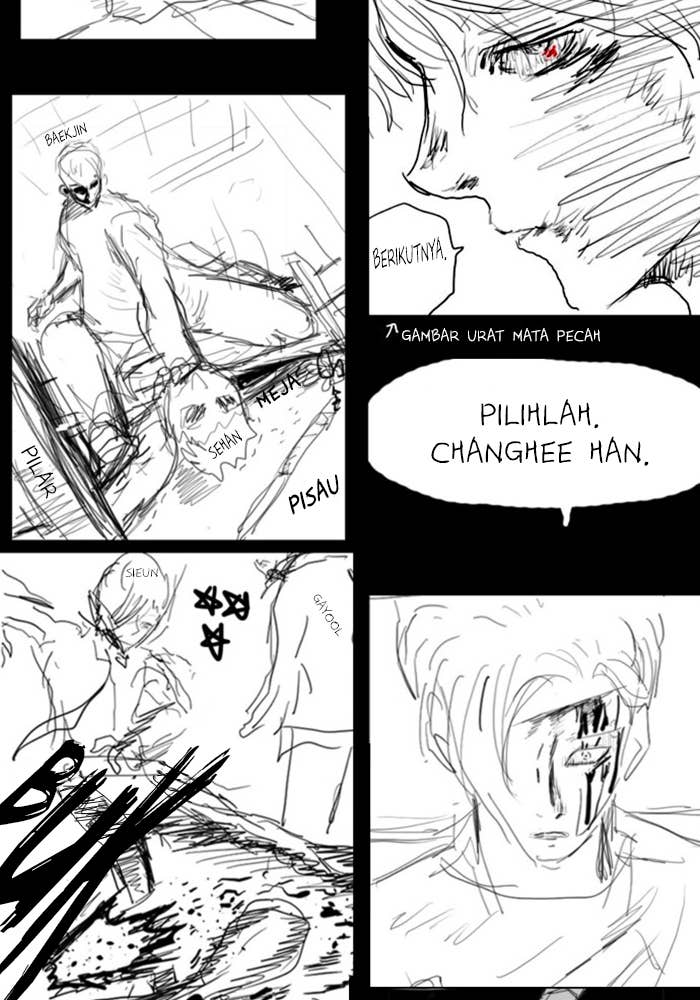 BAEKJIN
SEHAN
MEJA
PILAR
PISAU
BERIKUTNYA.
GAMBAR URAT MATA PECAH
PILIHLAH.
CHANGHEE HAN.
SIEUN
GAYOOL